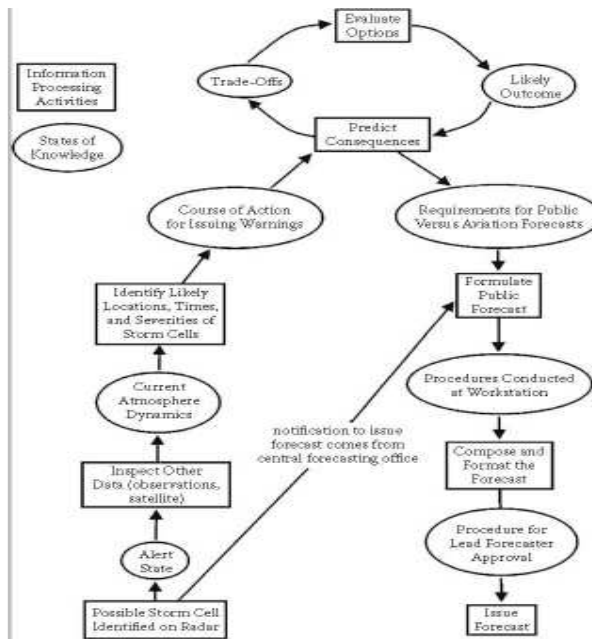 Evaluate
Options
Information
Processing
Activities
Trade-Offs
Likely
Outcome
States of
Knowledge
Predict
Consequences
Course of Action
for Issuing Warnings
Requirements for Public
Versus Aviation Forecasts
Identify Likely
Locations, Times,
and Severities of
Storm Cells
Formulate
Public
Forecast
Current
Atmosphere
Dynamics
Procedures Conducted
at Workstation
notification to issue
forecast comes from
central forecasting office
Inspect Other
Data (observations,
satellite)
Compose and
Format the
Forecast
Alert
State
Procedure for
Lead Forecaster
Approval
Possible Storm Cell
Identified on Radar
Issue
Forecast